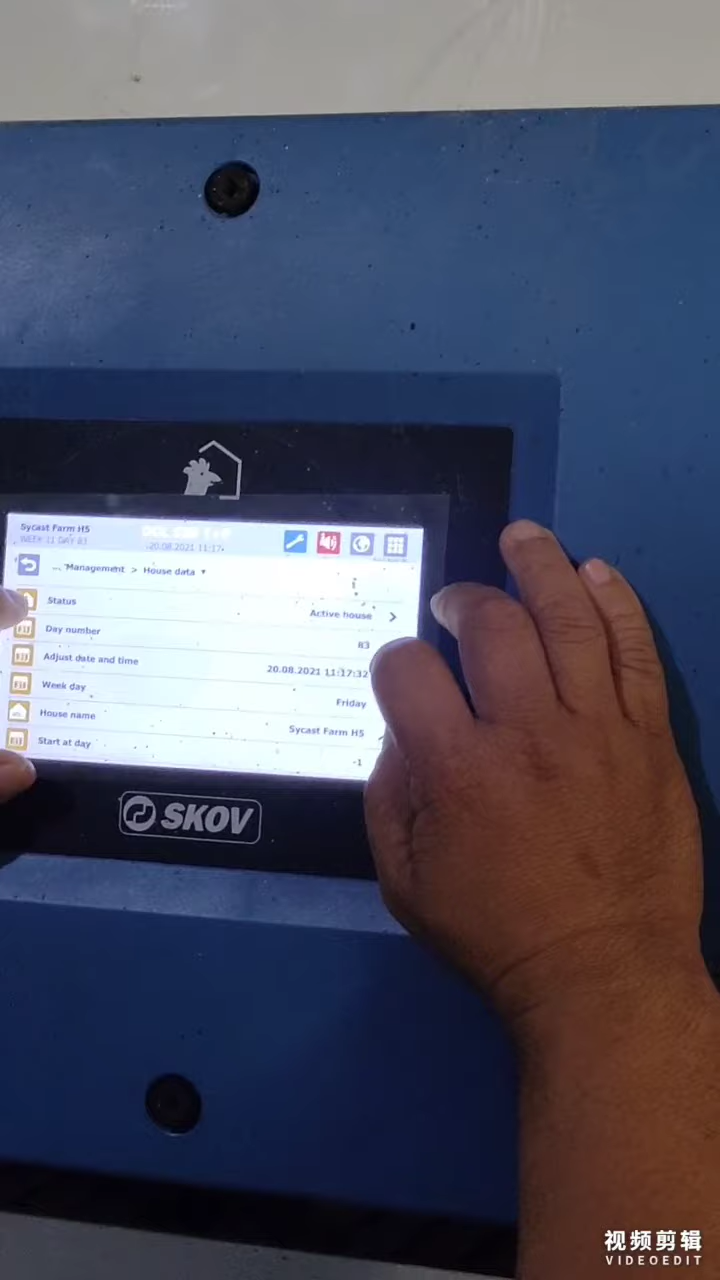 Sycast Farm H5
WEEK 11 DAY 83
20.08.2021 11:17
... Management > House data
Status
Active house
Day number
83
Adjust date and time
20.08.2021 11:17:32
Week day
Friday
House name
Sycast Farm H5
Start at day
-1
SKOV
视频剪辑
VIDEOEDIT